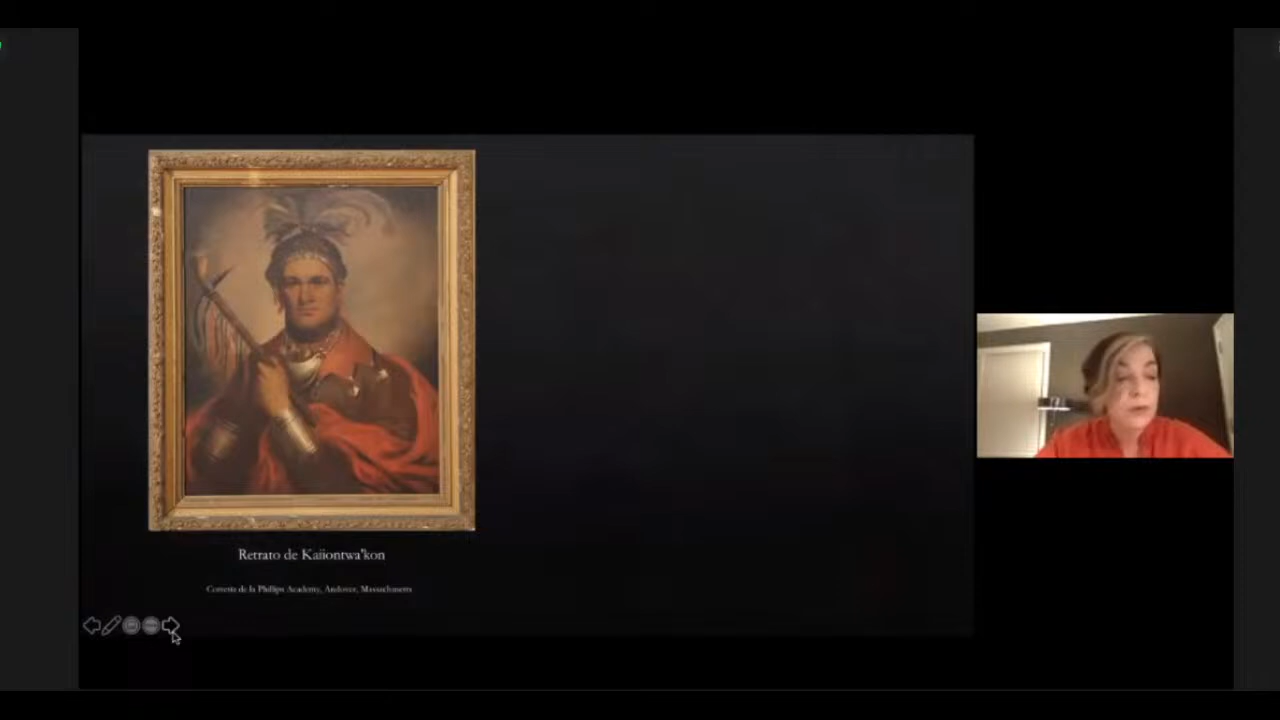 Retrato de Kaiiontwa'kon
Cortesía de la Phillips Academy, Andover, Massachusetts